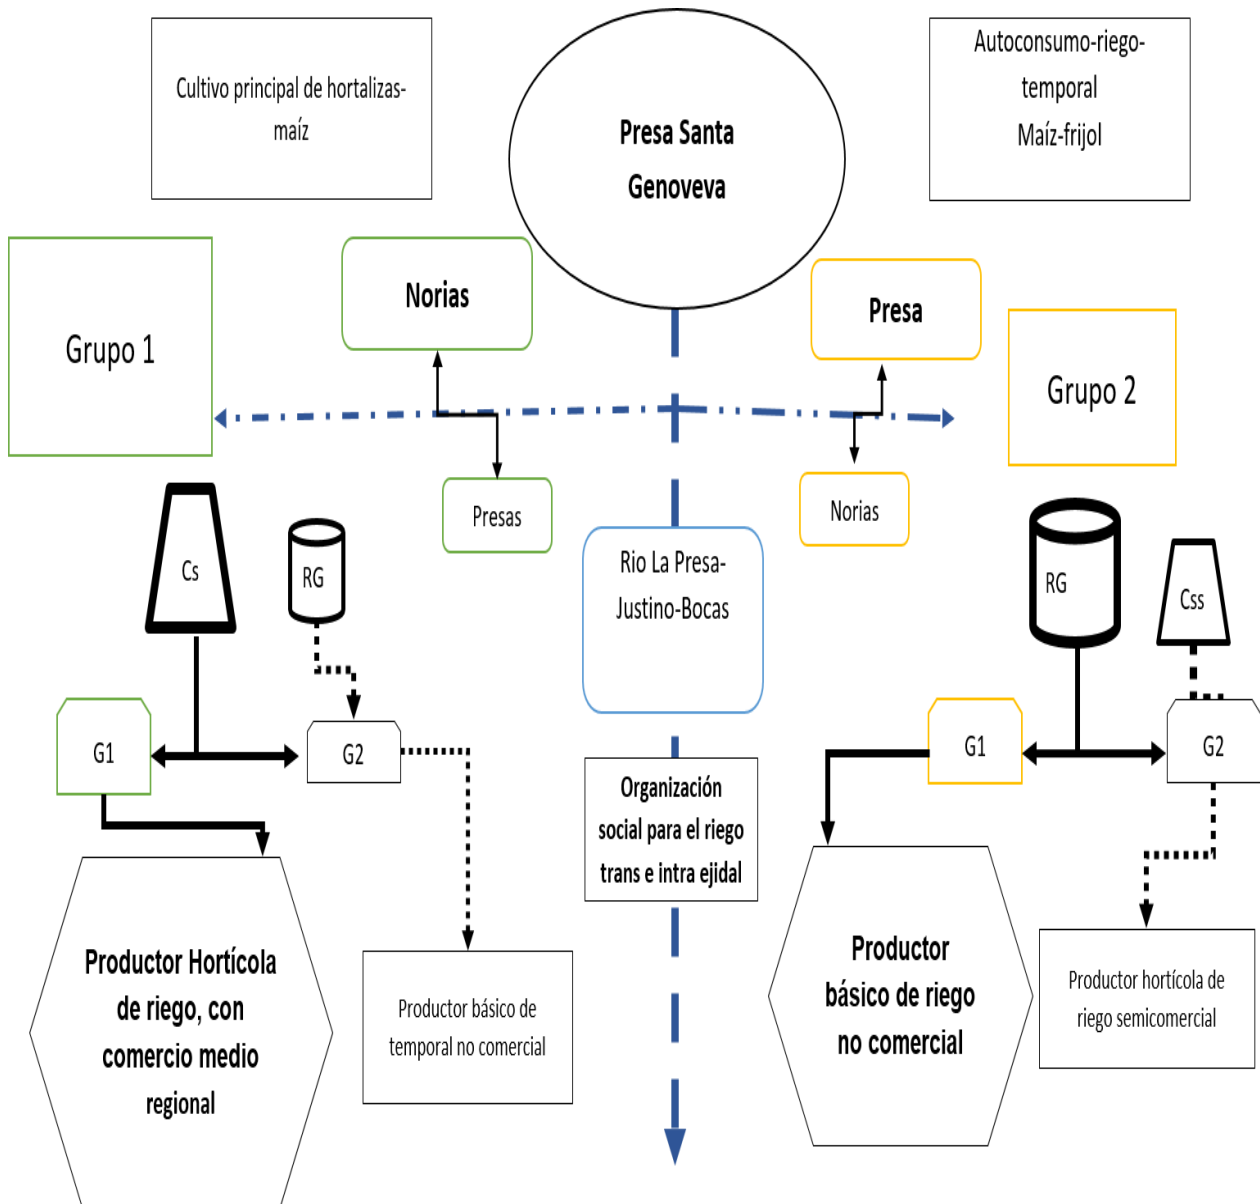 Cultivo principal de hortalizas-
maíz
Presa Santa
Genoveva
Autoconsumo-riego-
temporal
Maíz-frijol
Grupo 1
Norias
Presas
Presa
Norias
Grupo 2
Cs
RG
Rio La Presa-
Justino-Bocas
RG
Css
G1
G2
G1
G2
Organización
social para el riego
trans e intra ejidal
Productor Hortícola
de riego, con
comercio medio
regional
Productor básico de
temporal no comercial
Productor
básico de riego
no comercial
Productor hortícola de
riego semicomercial